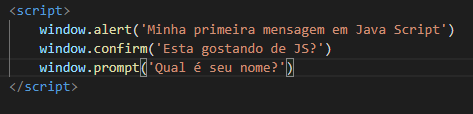 <script>
window.alert('Minha primeira mensagem em Java Script')
window.confirm('Esta gostando de JS?')
window.prompt('Qual é seu nome?')
</script>